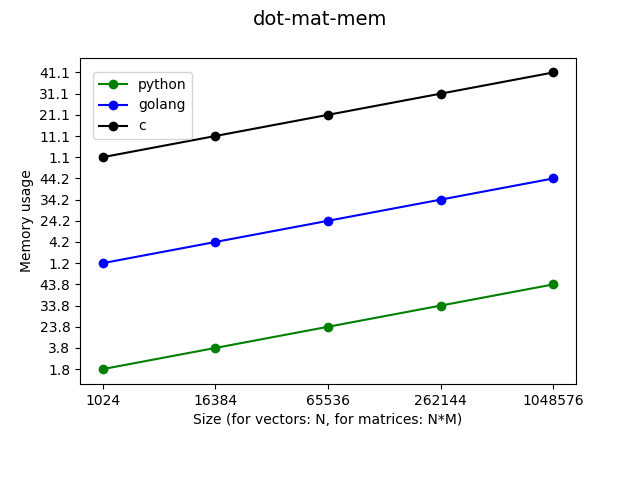 dot-mat-mem
python
golang
c
Memory usage
41.1
31.1
21.1
11.1
1.1
44.2
34.2
24.2
4.2
1.2
43.8
33.8
23.8
3.8
1.8
1024 16384 65536 262144 1048576
Size (for vectors: N, for matrices: N*M)